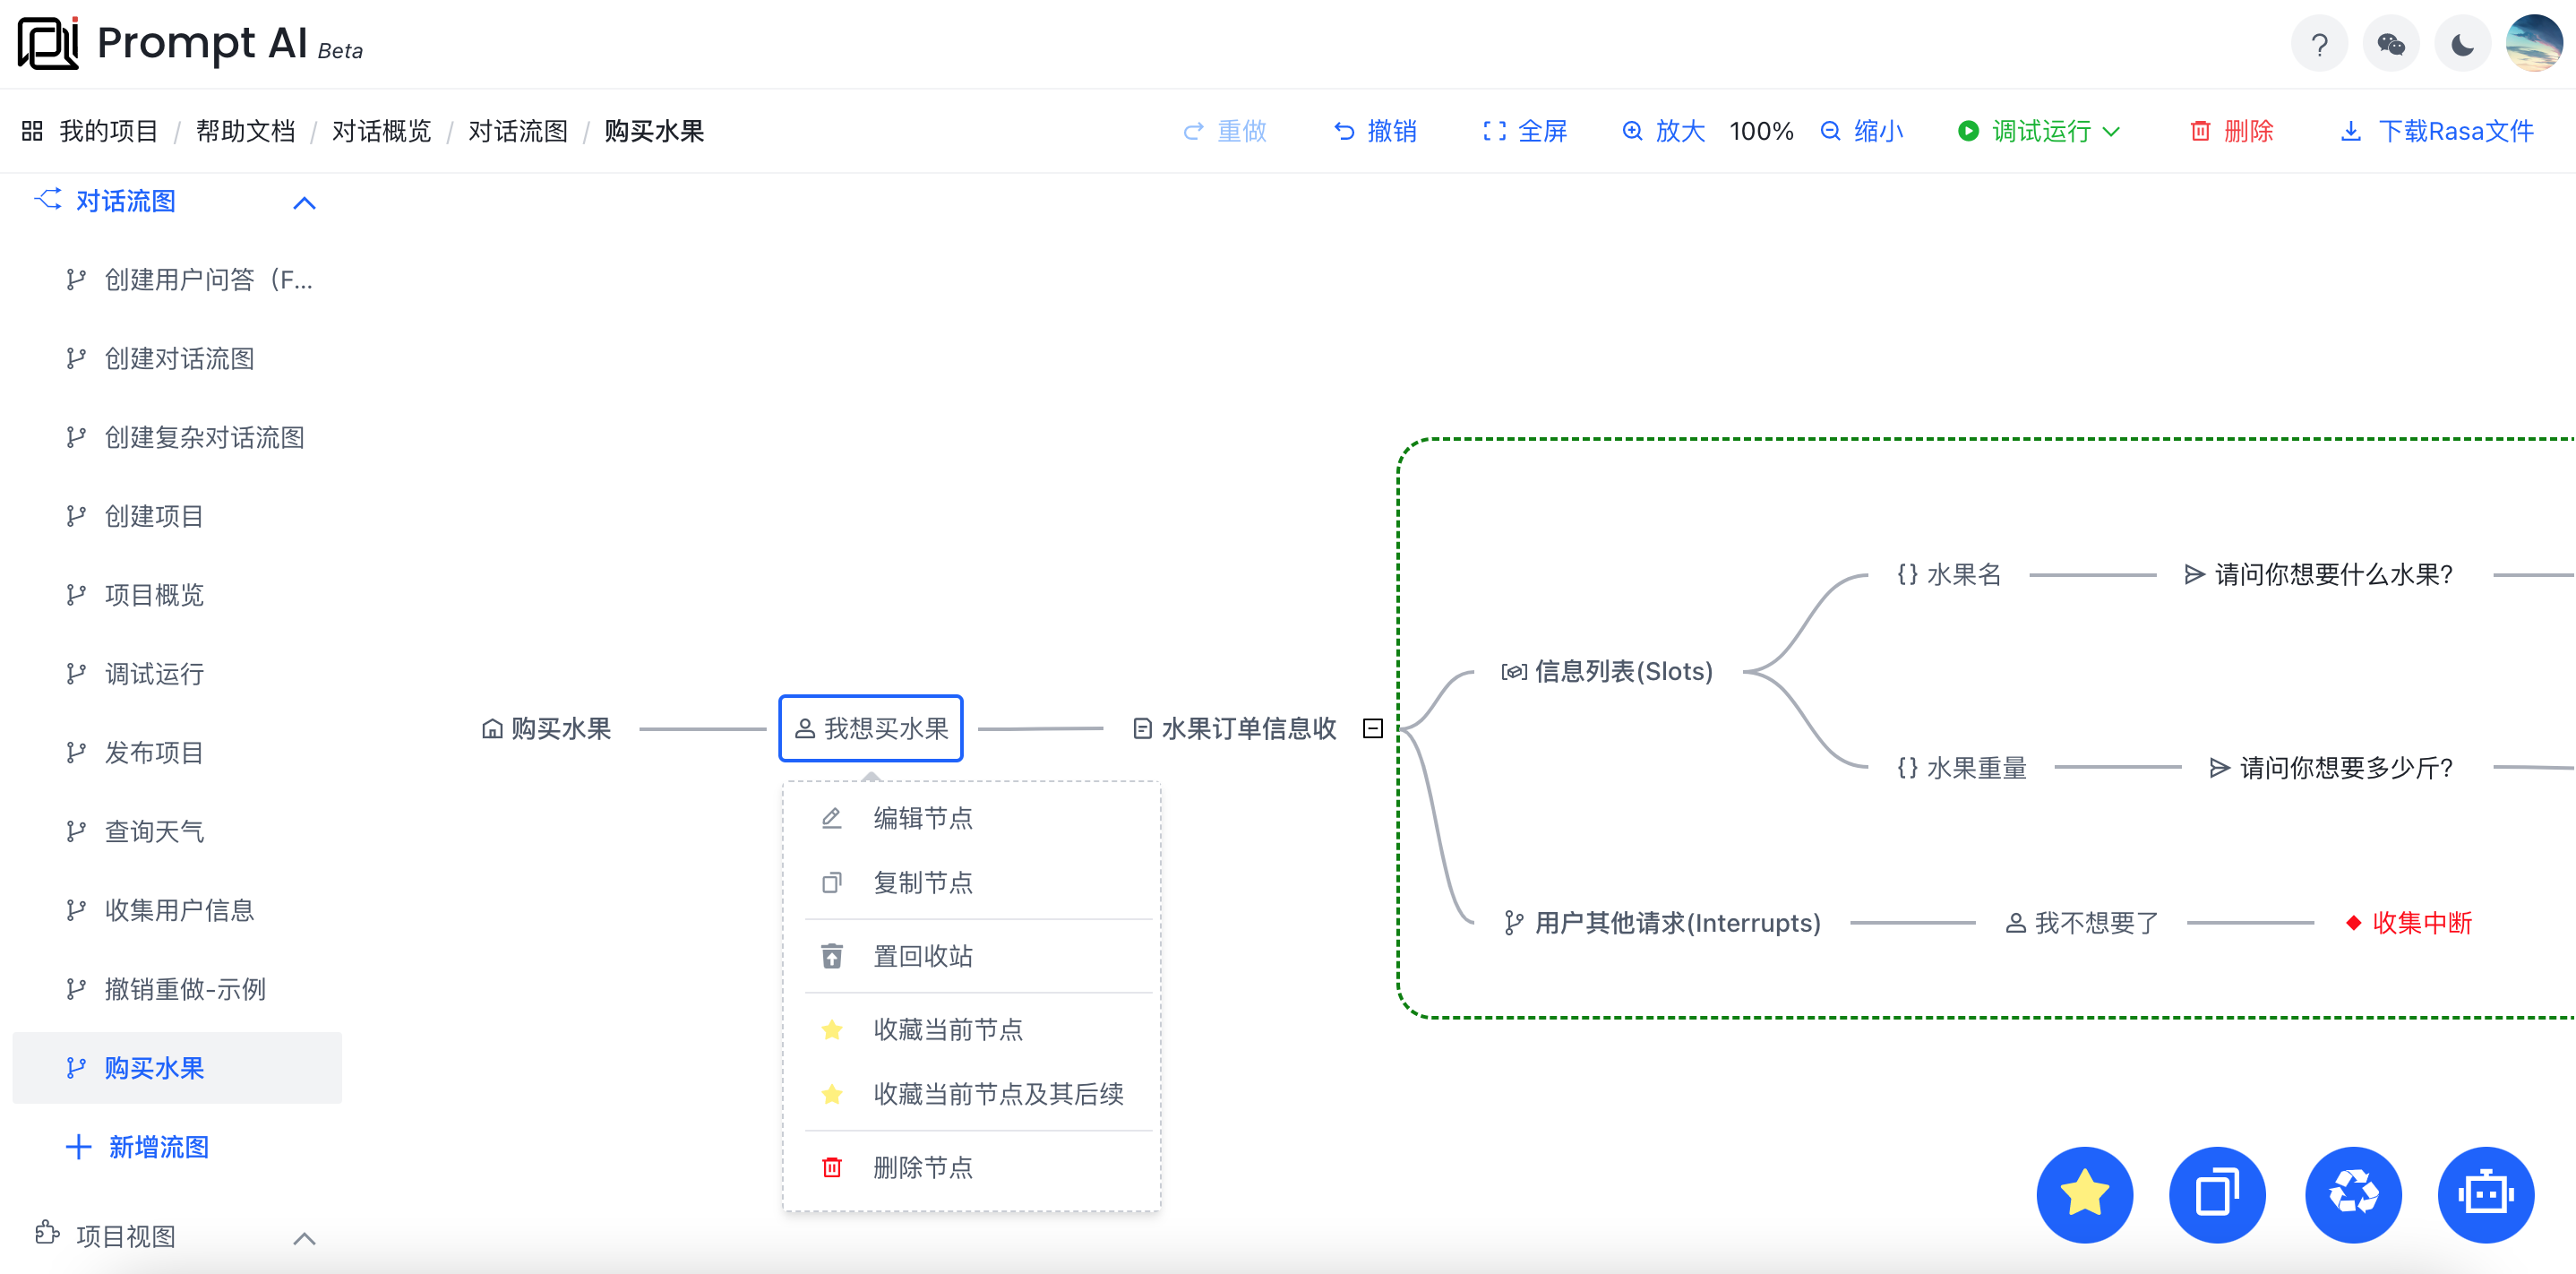 Prompt AI Beta
我的项目 / 帮助文档 / 对话概览 / 对话流图 / 购买水果
重做
撤销
全屏
放大
100%
缩小
调试运行
删除
下载Rasa文件
对话流图
创建用户问答（F...
创建对话流图
创建复杂对话流图
创建项目
项目概览
调试运行
发布项目
查询天气
收集用户信息
撤销重做-示例
购买水果
新增流图
项目视图
购买水果
我想买水果
水果订单信息收
编辑节点
复制节点
置回收站
收藏当前节点
收藏当前节点及其后续
删除节点
信息列表(Slots)
{} 水果名
请问你想要什么水果?
{} 水果重量
请问你想要多少斤?
用户其他请求(Interrupts)
我不想要了
收集中断